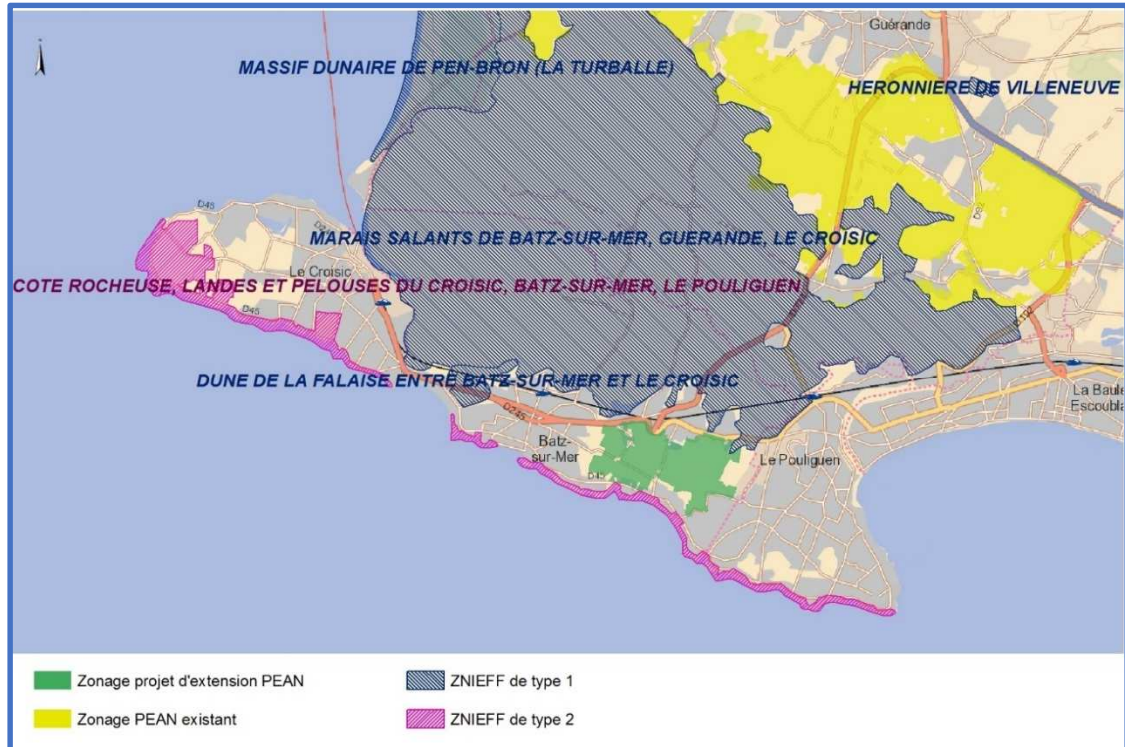 Guérande
MASSIF DUNAIRE DE PEN-BRON (LA TURBALLE)
HERONNIERE DE VILLENEUVE
D45
D92
MARAIS SALANTS DE BATZ-SUR-MER, GUERANDE, LE CROISIC
Le Croisic
COTE ROCHEUSE, LANDES ET PELOUSES DU CROISIC, BATZ-SUR-MER, LE POULIGUEN
D45
D192
DUNE DE LA FALAISE ENTRE BATZ-SUR-MER ET LE CROISIC
La Baule
Escoubla
D245
Batz-
sur-Mer
Le Pouliguen
D45
Zonage projet d'extension PEAN
ZNIEFF de type 1
Zonage PEAN existant
ZNIEFF de type 2